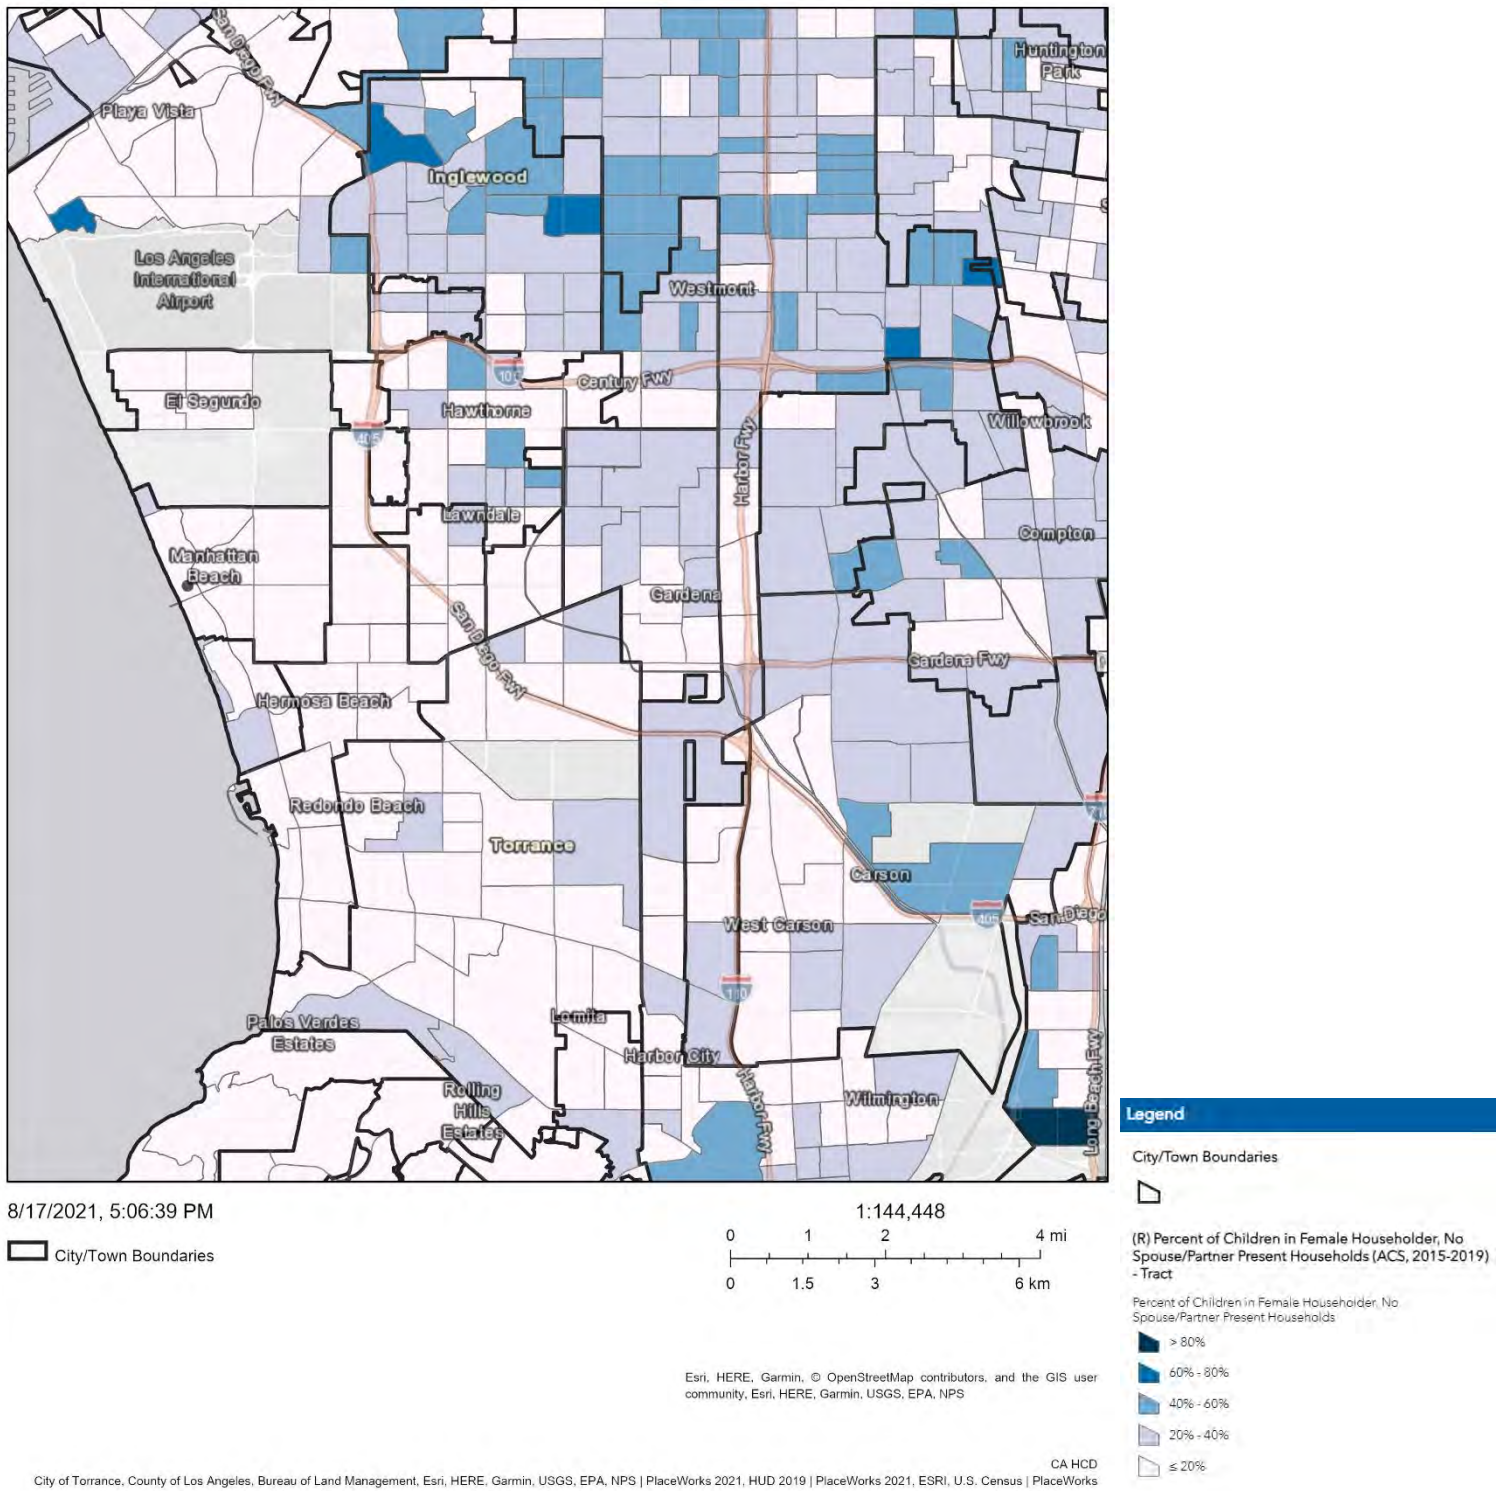 San Diego Fwy
Huntington
Park
Playa Vista
Inglewood
Los Angeles
International
Airport
Westmont
El Segundo
Century Fwy
Hawthorne
Willowbrook
405
Harbor Fwy
Lawndale
Compton
Manhattan
Beach
Gardena
San Diego Fwy
Gardena Fwy
Hermosa Beach
Redondo Beach
Torrance
Carson
West Carson
405
San Diego
110
Palos Verdes
Estates
Lomita
Harbor City
Rolling
Hills
Estates
Harbor Fwy
Wilmington
Long Beach Fwy
Legend
City/Town Boundaries
(R) Percent of Children in Female Householder, No
Spouse/Partner Present Households (ACS, 2015-2019)
- Tract
Percent of Children in Female Householder, No
Spouse/Partner Present Households
> 80%
60% - 80%
40% - 60%
20% - 40%
≤ 20%
8/17/2021, 5:06:39 PM
City/Town Boundaries
1:144,448
0 1 2 4 mi
0 1.5 3 6 km
Esri, HERE, Garmin, © OpenStreetMap contributors, and the GIS user
community, Esri, HERE, Garmin, USGS, EPA, NPS
CA HCD
City of Torrance, County of Los Angeles, Bureau of Land Management, Esri, HERE, Garmin, USGS, EPA, NPS | PlaceWorks 2021, HUD 2019 | PlaceWorks 2021, ESRI, U.S. Census | PlaceWorks